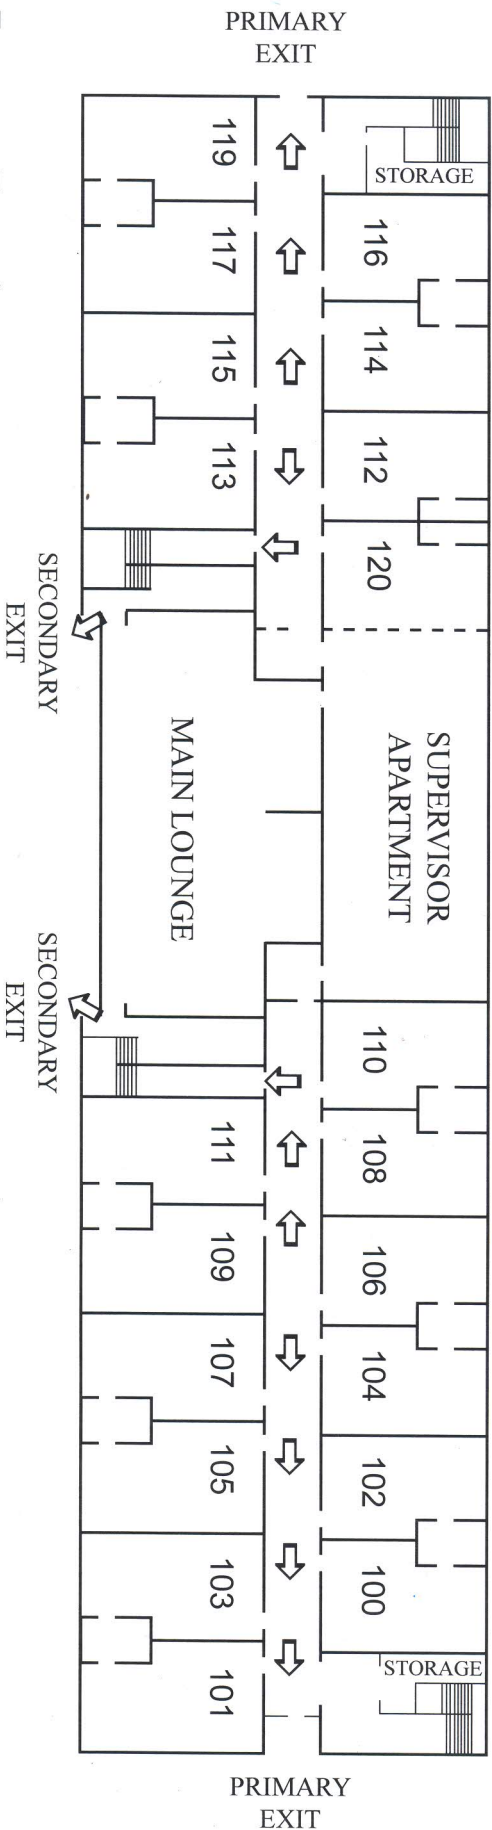 PRIMARY
EXIT
STORAGE
119
116
117
114
115
112
113
120
SECONDARY
EXIT
SUPERVISOR
APARTMENT
MAIN LOUNGE
SECONDARY
EXIT
110
111
108
109
106
107
104
105
102
103
100
STORAGE
101
PRIMARY
EXIT